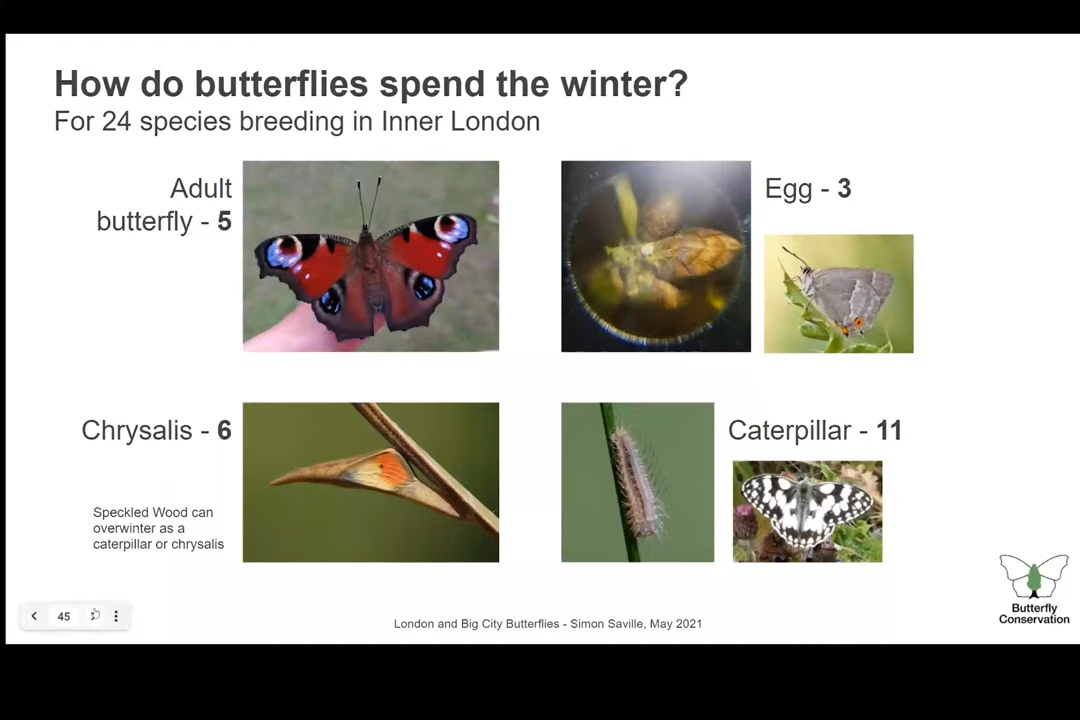 How do butterflies spend the winter?
For 24 species breeding in Inner London
Adult
butterfly - 5
Egg - 3
Chrysalis - 6
Caterpillar - 11
Speckled Wood can
overwinter as a
caterpillar or chrysalis
45
London and Big City Butterflies - Simon Saville, May 2021
Butterfly
Conservation